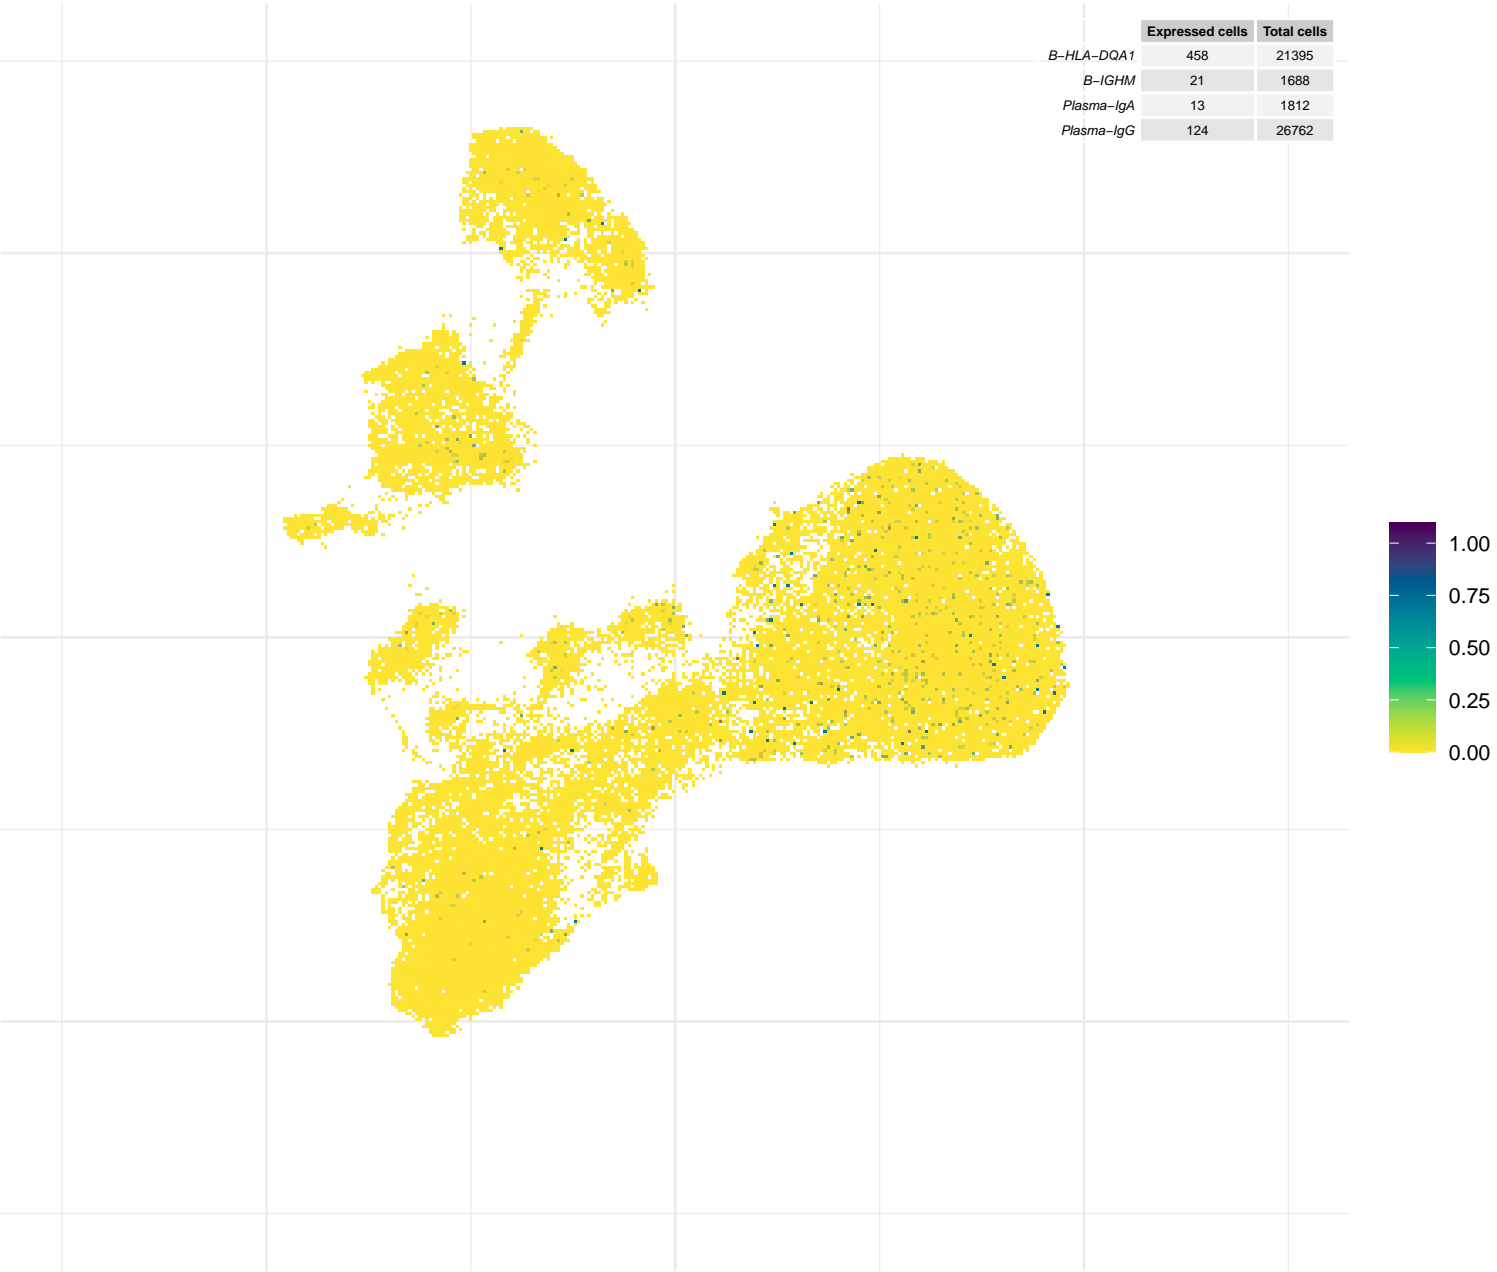 Expressed cells Total cells
B−HLA−DQA1 458 21395
B−IGHM 21 1688
Plasma−IgA 13 1812
Plasma−IgG 124 26762
1.00
0.75
0.50
0.25
0.00